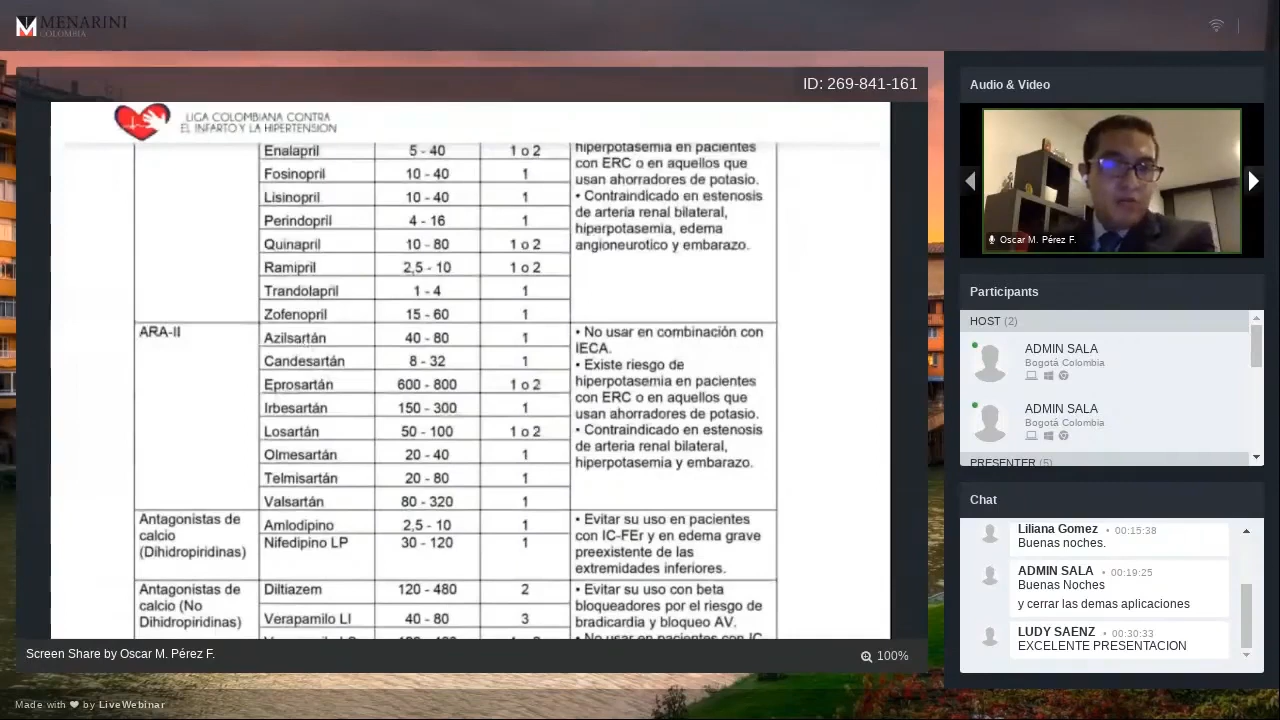 MENARINI
COLOMBIA
ID: 269-841-161
LIGA COLOMBIANA CONTRA
EL INFARTO Y LA HIPERTENSION
Enalapril 5 - 40 1 o 2
Fosinopril 10 - 40 1
Lisinopril 10 - 40 1
Perindopril 4 - 16 1
Quinapril 10 - 80 1 o 2
Ramipril 2,5 - 10 1 o 2
Trandolapril 1 - 4 1
Zofenopril 15 - 60 1
hiperpotasemia en pacientes
con ERC o en aquellos que
usan ahorradores de potasio.
• Contraindicado en estenosis
de arteria renal bilateral,
hiperpotasemia, edema
angioneurotico y embarazo.
ARA-II
Azilsartán 40 - 80 1
Candesartán 8 - 32 1
Eprosartán 600 - 800 1 o 2
Irbesartán 150 - 300 1
Losartán 50 - 100 1 o 2
Olmesartán 20 - 40 1
Telmisartán 20 - 80 1
Valsartán 80 - 320 1
• No usar en combinación con
IECA.
• Existe riesgo de
hiperpotasemia en pacientes
con ERC o en aquellos que
usan ahorradores de potasio.
• Contraindicado en estenosis
de arteria renal bilateral,
hiperpotasemia y embarazo.
Antagonistas de
calcio
(Dihidropiridinas)
Amlodipino 2,5 - 10 1
Nifedipino LP 30 - 120 1
• Evitar su uso en pacientes
con IC-FEr y en edema grave
preexistente de las
extremidades inferiores.
Antagonistas de
calcio (No
Dihidropiridinas)
Diltiazem 120 - 480 2
Verapamilo LI 40 - 80 3
• Evitar su uso con beta
bloqueadores por el riesgo de
bradicardia y bloqueo AV.
• No usar en pacientes con IC
Screen Share by Oscar M. Pérez F.
100%
Made with ❤ by LiveWebinar
Audio & Video
Oscar M. Pérez F.
Participants
HOST (2)
ADMIN SALA
Bogotá Colombia
ADMIN SALA
Bogotá Colombia
PRESENTER (5)
Chat
Liliana Gomez • 00:15:38
Buenas noches.
ADMIN SALA • 00:19:25
Buenas Noches
y cerrar las demas aplicaciones
LUDY SAENZ • 00:30:33
EXCELENTE PRESENTACION